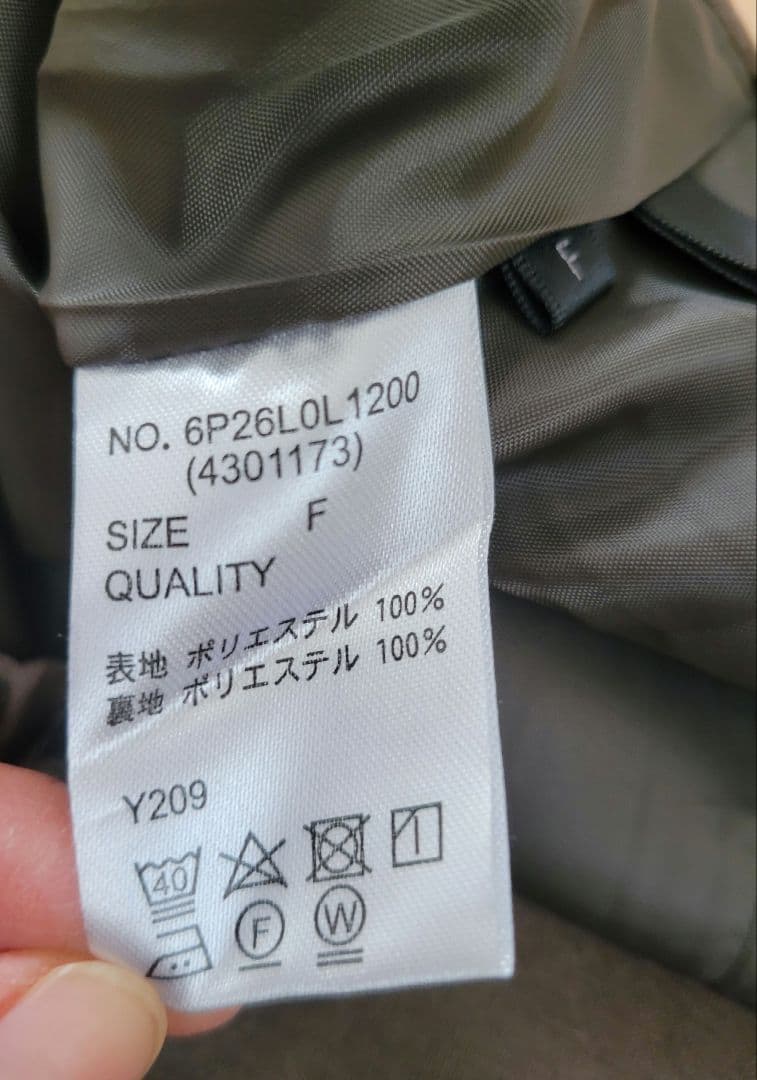 F
NO. 6P26L0L1200
(4301173)
SIZE F
QUALITY
表地 ポリエステル 100%
裏地 ポリエステル 100%
Y209
40
F W